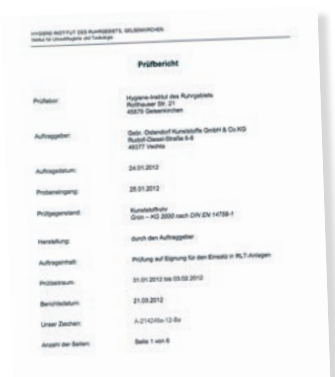 HYGIENE-INSTITUT DES RUHRGEBIETS, GELSENKIRCHEN
Institut für Umwelthygiene und Toxikologie
Prüfbericht
Prüflabor: Hygiene-Institut des Ruhrgebiets
Rotthauser Str. 21
45879 Gelsenkirchen
Auftraggeber: Gebr. Ostendorf Kunststoffe GmbH & Co.KG
Rudolf-Diesel-Straße 6-8
49377 Vechta
Auftragsdatum: 24.01.2012
Probeneingang: 25.01.2012
Prüfgegenstand: Kunststoffrohr
Grün – KG 2000 nach DIN EN 14758-1
Herstellung: durch den Auftraggeber
Auftragsinhalt: Prüfung auf Eignung für den Einsatz in RLT-Anlagen
Prüfzeitraum: 31.01.2012 bis 03.02.2012
Berichtsdatum: 21.03.2012
Unser Zeichen:
Anzahl der Seiten: Seite 1 von 6